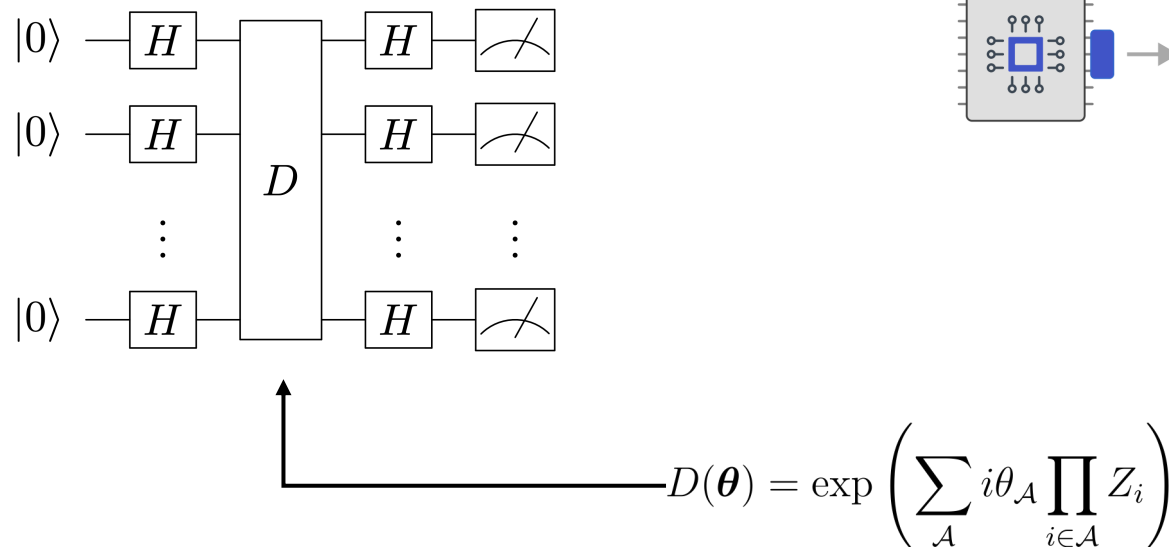 |0⟩ H H
|0⟩ H H
D
⋮ ⋮ ⋮
|0⟩ H H
D(θ) = exp ( ∑_𝒜 iθ_𝒜 ∏_{i∈𝒜} Z_i )